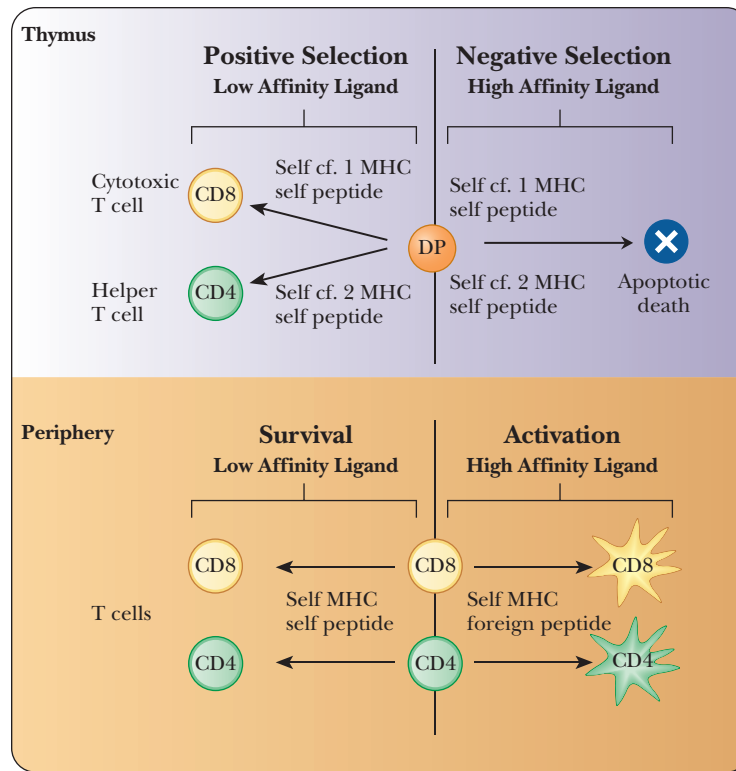 Thymus
Positive Selection
Low Affinity Ligand
Negative Selection
High Affinity Ligand
Cytotoxic
T cell
CD8
Self cf. 1 MHC
self peptide
Self cf. 1 MHC
self peptide
DP
Helper
T cell
CD4
Self cf. 2 MHC
self peptide
Self cf. 2 MHC
self peptide
Apoptotic
death
Periphery
Survival
Low Affinity Ligand
Activation
High Affinity Ligand
CD8
CD8
CD8
T cells
Self MHC
self peptide
Self MHC
foreign peptide
CD4
CD4
CD4